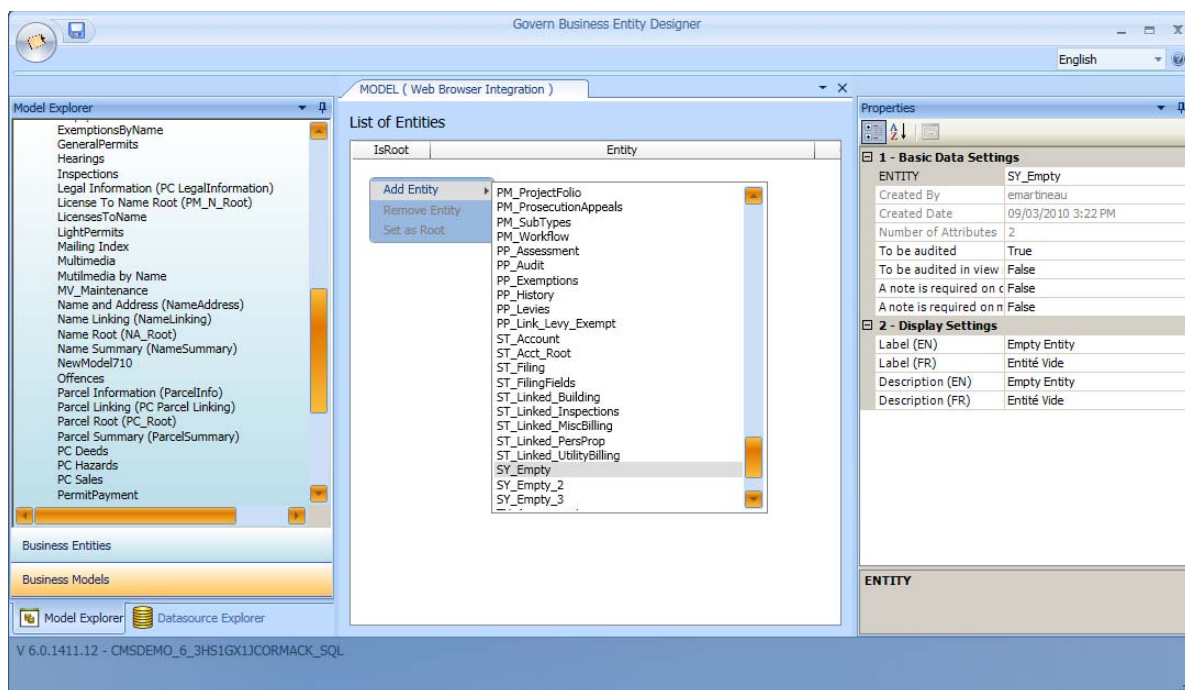 Govern Business Entity Designer
English
Model Explorer
ExemptionsByName
GeneralPermits
Hearings
Inspections
Legal Information (PC LegalInformation)
License To Name Root (PM_N_Root)
LicensesToName
LightPermits
Mailing Index
Multimedia
Mutilmedia by Name
MV_Maintenance
Name and Address (NameAddress)
Name Linking (NameLinking)
Name Root (NA_Root)
Name Summary (NameSummary)
NewModel710
Offences
Parcel Information (ParcelInfo)
Parcel Linking (PC Parcel Linking)
Parcel Root (PC_Root)
Parcel Summary (ParcelSummary)
PC Deeds
PC Hazards
PC Sales
PermitPayment
Business Entities
Business Models
Model Explorer
Datasource Explorer
MODEL ( Web Browser Integration )
List of Entities
IsRoot Entity
Add Entity
Remove Entity
Set as Root
PM_ProjectFolio
PM_ProsecutionAppeals
PM_SubTypes
PM_Workflow
PP_Assessment
PP_Audit
PP_Exemptions
PP_History
PP_Levies
PP_Link_Levy_Exempt
ST_Account
ST_Acct_Root
ST_Filing
ST_FilingFields
ST_Linked_Building
ST_Linked_Inspections
ST_Linked_MiscBilling
ST_Linked_PersProp
ST_Linked_UtilityBilling
SY_Empty
SY_Empty_2
SY_Empty_3
Properties
1 - Basic Data Settings
ENTITY SY_Empty
Created By emartineau
Created Date 09/03/2010 3:22 PM
Number of Attributes 2
To be audited True
To be audited in view False
A note is required on c False
A note is required on m False
2 - Display Settings
Label (EN) Empty Entity
Label (FR) Entité Vide
Description (EN) Empty Entity
Description (FR) Entité Vide
ENTITY
V 6.0.1411.12 - CMSDEMO_6_3HS1GX1JCORMACK_SQL